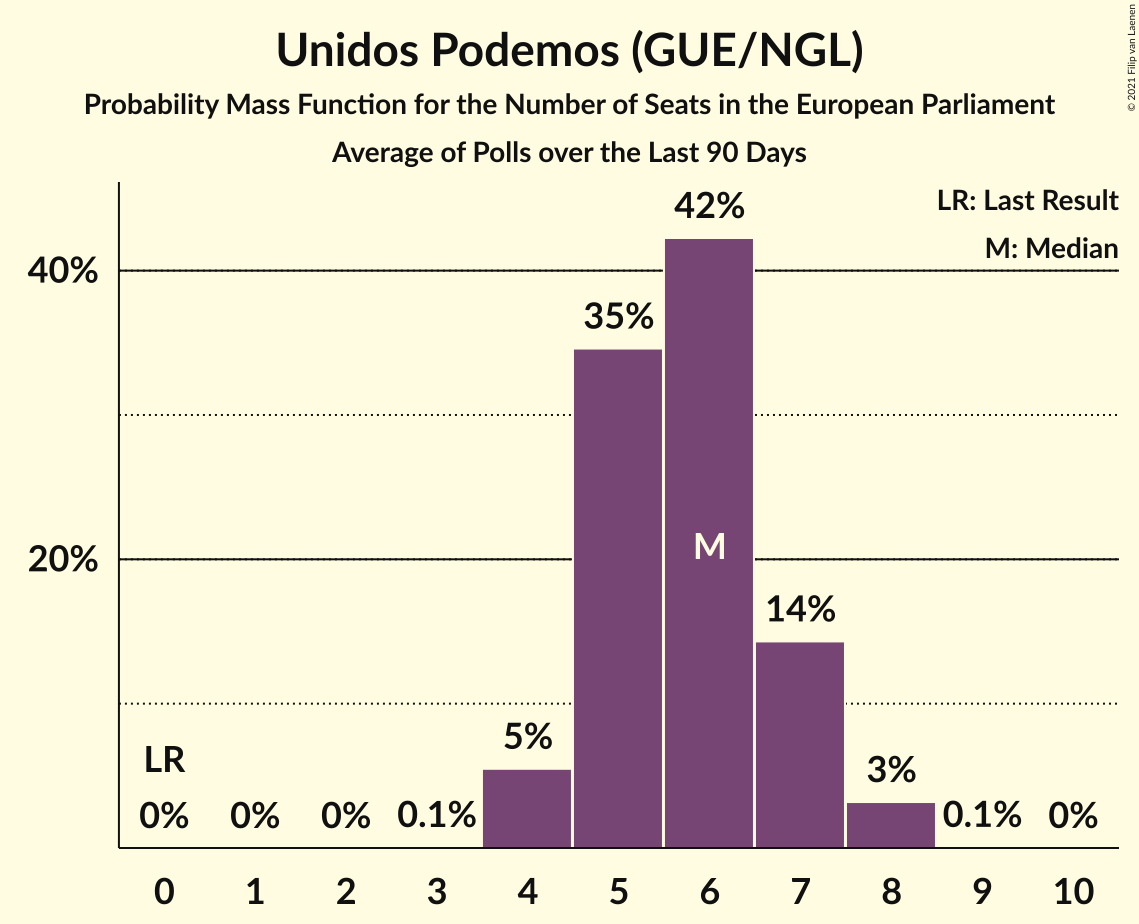 Unidos Podemos (GUE/NGL)
Probability Mass Function for the Number of Seats in the European Parliament
Average of Polls over the Last 90 Days
© 2021 Filip van Laenen
LR: Last Result
M: Median
42%
40%
35%
M
20%
14%
5%
3%
LR
0% 0% 0% 0.1% 0.1% 0%
0 1 2 3 4 5 6 7 8 9 10